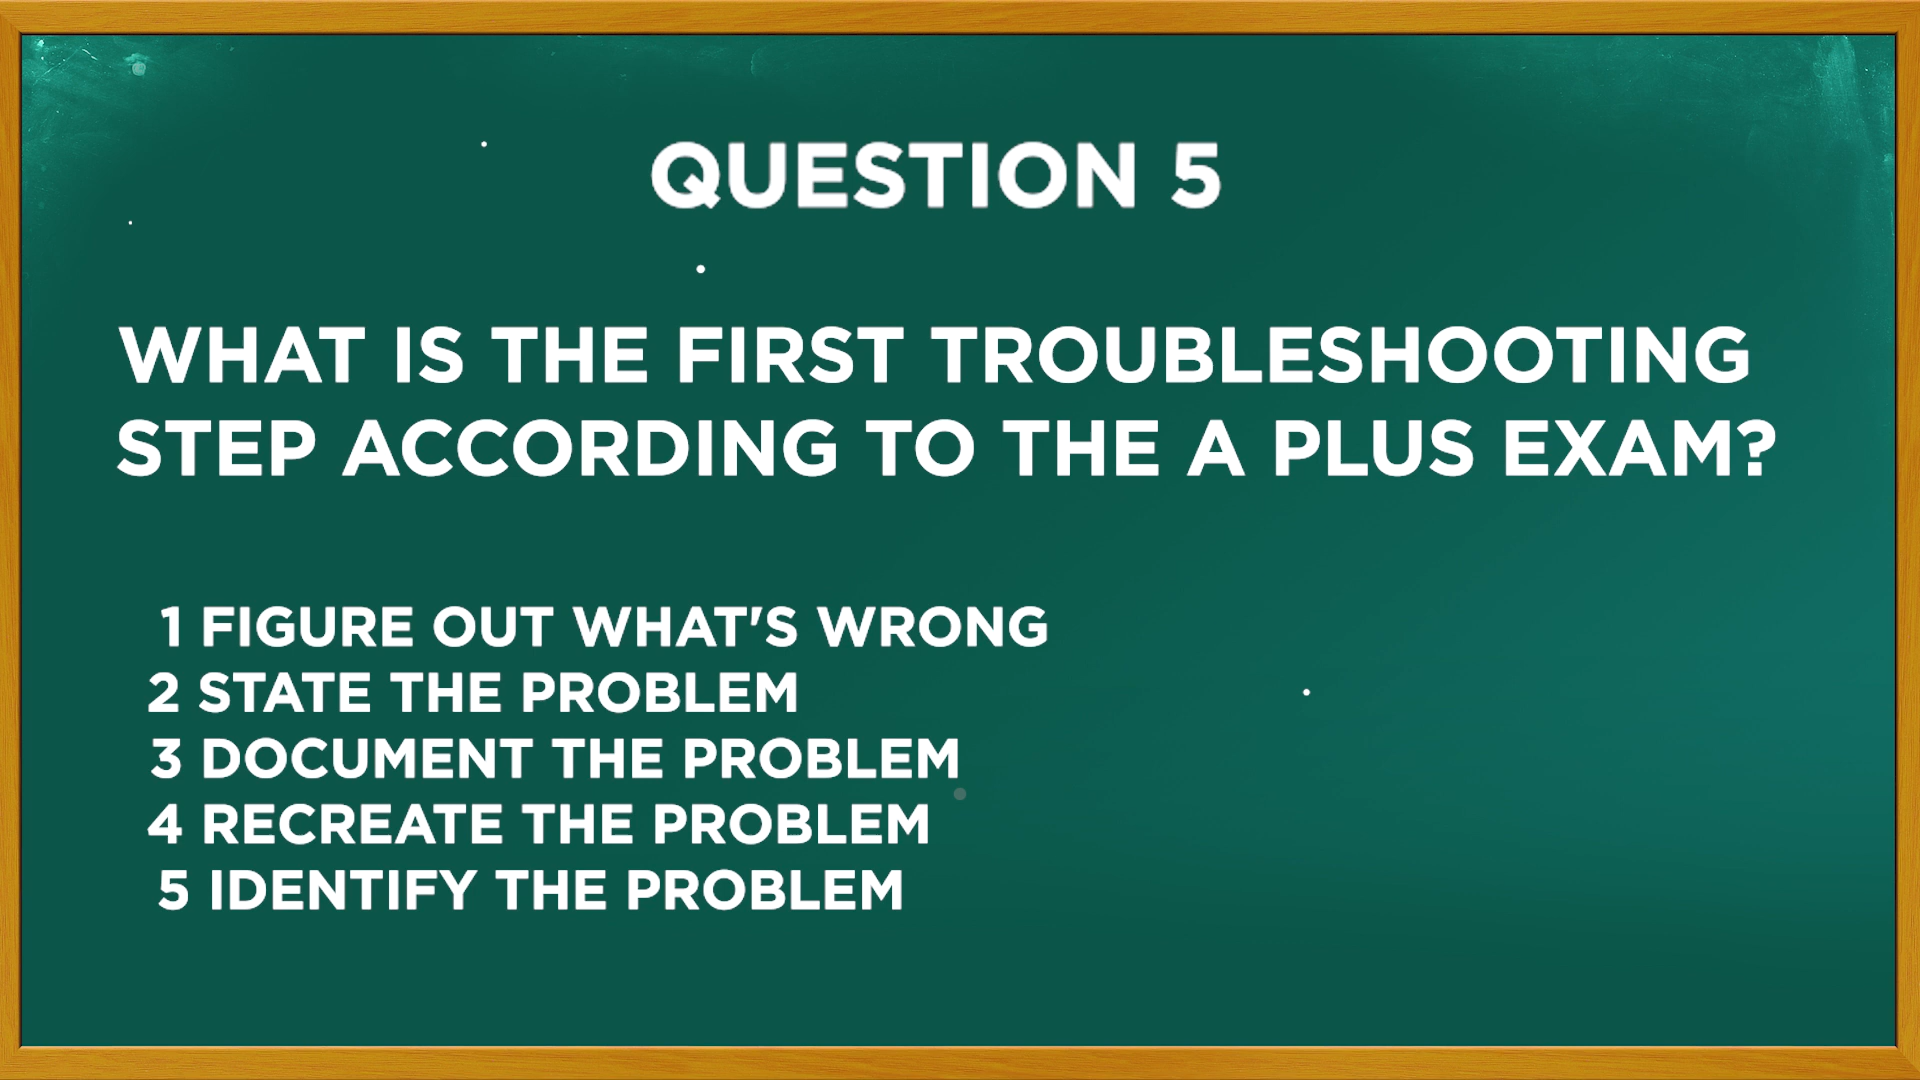 QUESTION 5
WHAT IS THE FIRST TROUBLESHOOTING
STEP ACCORDING TO THE A PLUS EXAM?
1 FIGURE OUT WHAT'S WRONG
2 STATE THE PROBLEM
3 DOCUMENT THE PROBLEM
4 RECREATE THE PROBLEM
5 IDENTIFY THE PROBLEM